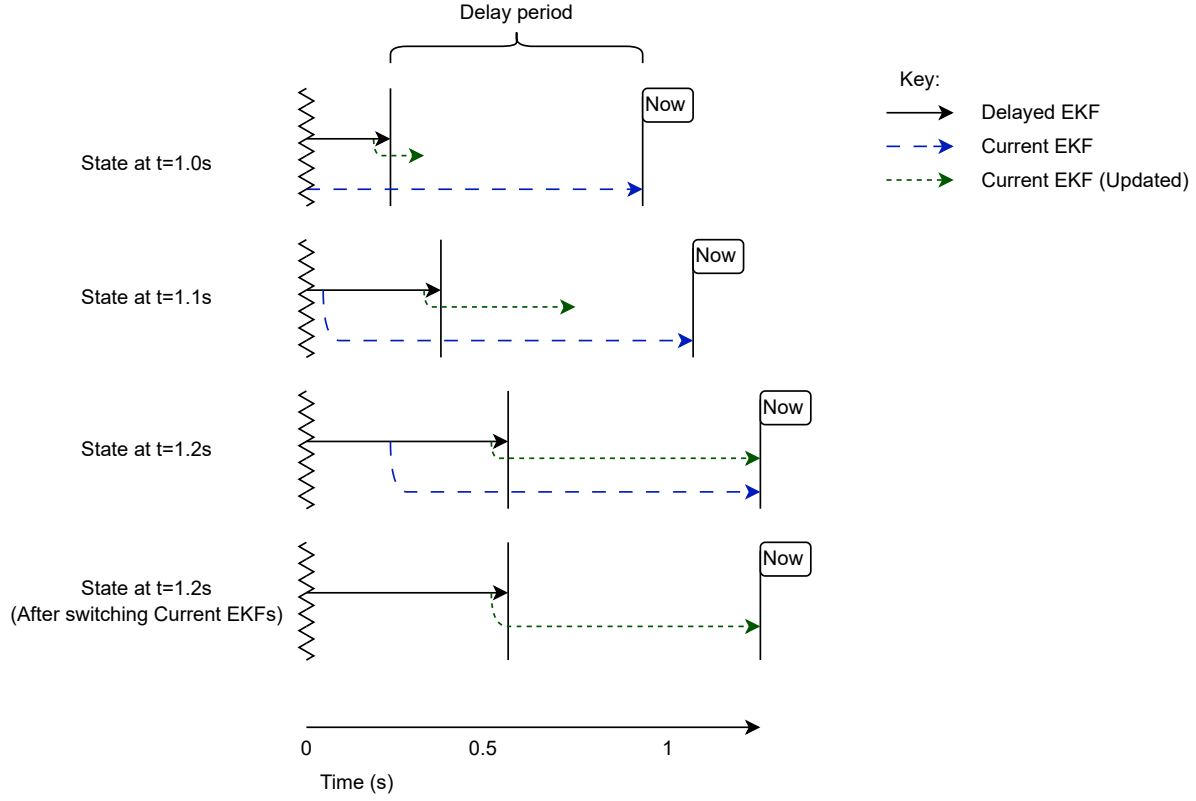 Delay period
Key:
Now
Delayed EKF
Current EKF
State at t=1.0s
Current EKF (Updated)
Now
State at t=1.1s
Now
State at t=1.2s
Now
State at t=1.2s
(After switching Current EKFs)
0 0.5 1
Time (s)